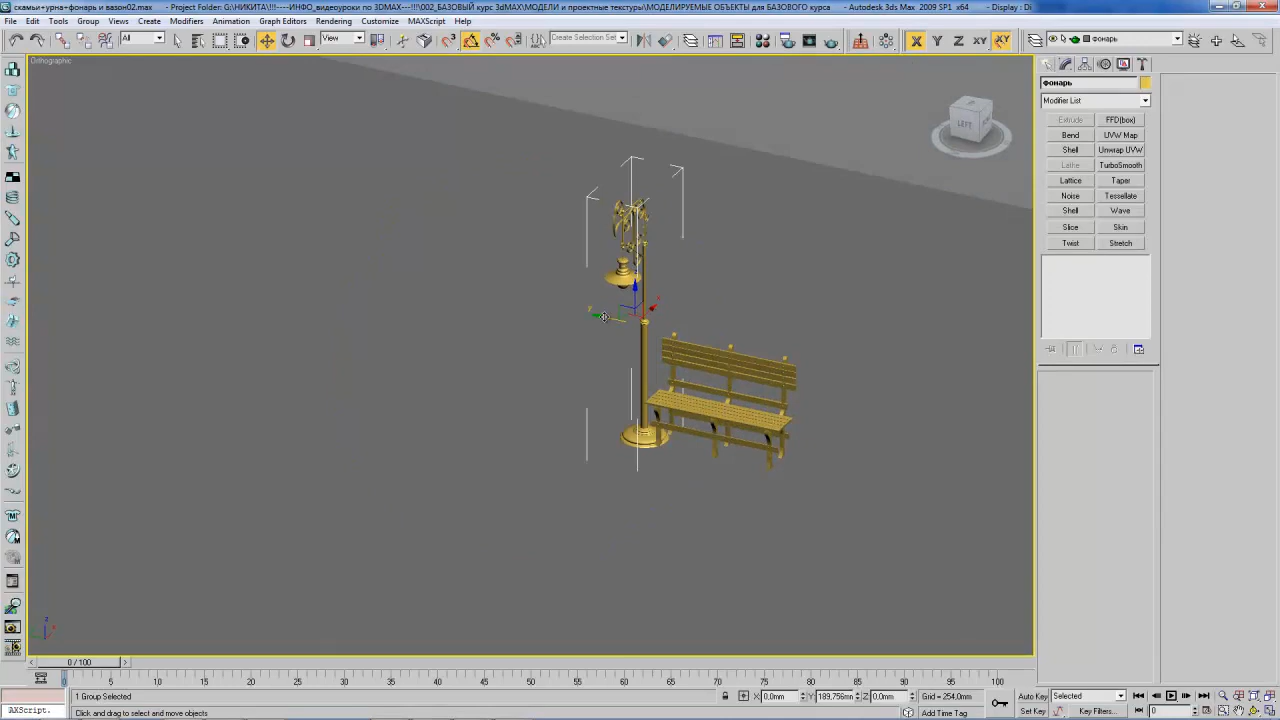 скамьи+урна+фонарь и вазон02.max - Project Folder: G:\НИКИТА\!!----ИНФО_видеоуроки по 3DMAX---!!!\002_БАЗОВЫЙ курс 3dMAX\МОДЕЛИ и проектные текстуры\МОДЕЛИРУЕМЫЕ ОБЪЕКТЫ для БАЗОВОГО курса - Autodesk 3ds Max 2009 SP1 x64 - Display : Di
File Edit Tools Group Views Create Modifiers Animation Graph Editors Rendering Customize MAXScript Help
All View Create Selection Set X Y Z XY фонарь
Orthographic
LEFT
фонарь
Modifier List
Extrude FFD(box)
Bend UVW Map
Shell Unwrap UVW
Lathe TurboSmooth
Lattice Taper
Noise Tessellate
Shell Wave
Slice Skin
Twist Stretch
y x
z
0 / 100
5 10 15 20 25 30 35 40 45 50 55 60 65 70 75 80 85 90 95 100
1 Group Selected X: 0,0mm Y: 189,756mm Z: 0,0mm Grid = 254,0mm Auto Key Selected
AXScript. Click and drag to select and move objects Add Time Tag Set Key Key Filters... 0